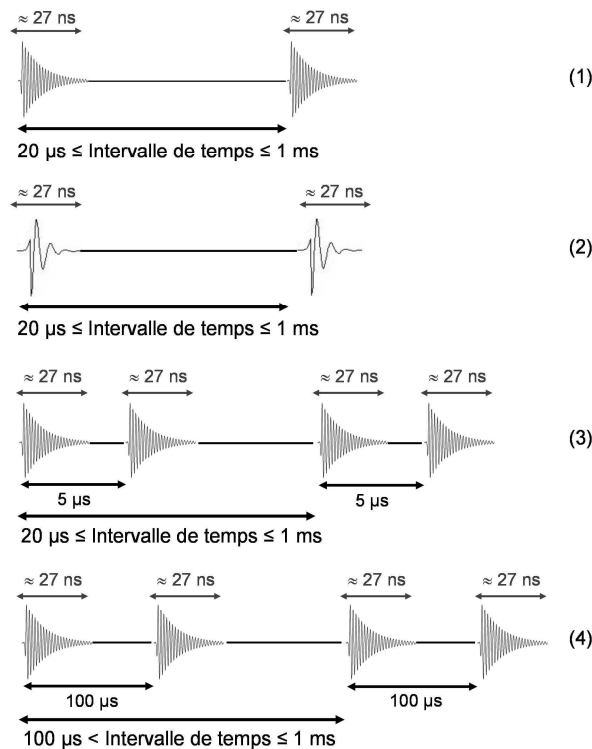 ≈ 27 ns ≈ 27 ns
(1)
20 µs ≤ Intervalle de temps ≤ 1 ms
≈ 27 ns ≈ 27 ns
(2)
20 µs ≤ Intervalle de temps ≤ 1 ms
≈ 27 ns ≈ 27 ns ≈ 27 ns ≈ 27 ns
(3)
5 µs 5 µs
20 µs ≤ Intervalle de temps ≤ 1 ms
≈ 27 ns ≈ 27 ns ≈ 27 ns ≈ 27 ns
(4)
100 µs 100 µs
100 µs < Intervalle de temps ≤ 1 ms